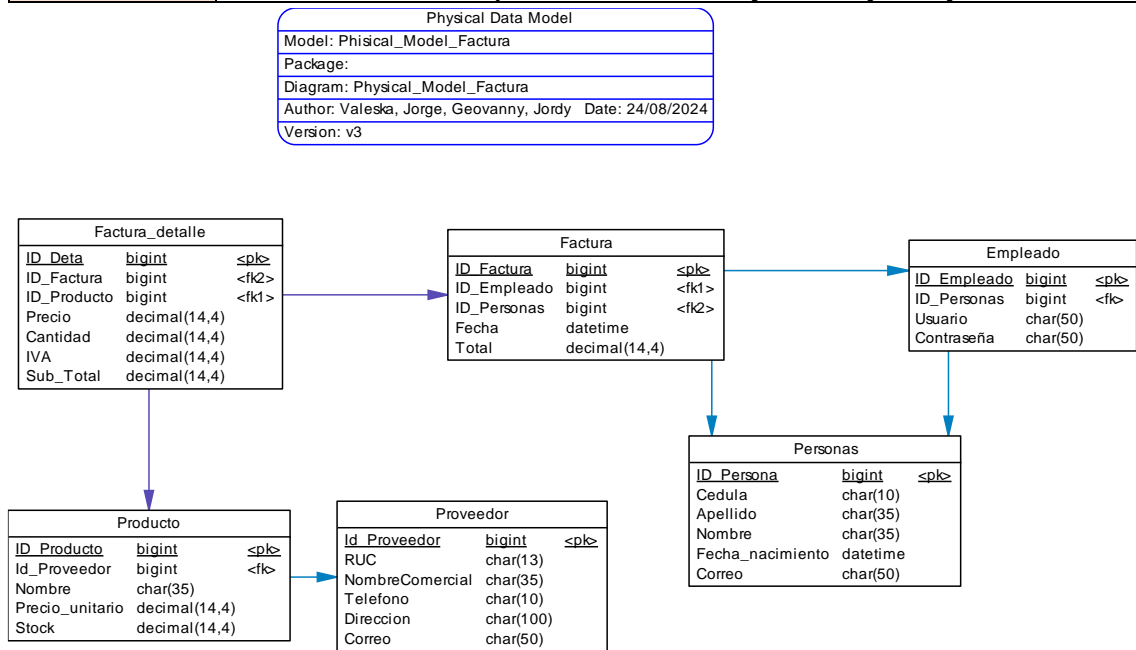 Physical Data Model
Model: Phisical_Model_Factura
Package:
Diagram: Physical_Model_Factura
Author: Valeska, Jorge, Geovanny, Jordy Date: 24/08/2024
Version: v3
Factura_detalle
ID_Deta bigint <pk>
ID_Factura bigint <fk2>
ID_Producto bigint <fk1>
Precio decimal(14,4)
Cantidad decimal(14,4)
IVA decimal(14,4)
Sub_Total decimal(14,4)
Factura
ID_Factura bigint <pk>
ID_Empleado bigint <fk1>
ID_Personas bigint <fk2>
Fecha datetime
Total decimal(14,4)
Empleado
ID_Empleado bigint <pk>
ID_Personas bigint <fk>
Usuario char(50)
Contraseña char(50)
Personas
ID_Persona bigint <pk>
Cedula char(10)
Apellido char(35)
Nombre char(35)
Fecha_nacimiento datetime
Correo char(50)
Producto
ID_Producto bigint <pk>
Id_Proveedor bigint <fk>
Nombre char(35)
Precio_unitario decimal(14,4)
Stock decimal(14,4)
Proveedor
Id_Proveedor bigint <pk>
RUC char(13)
NombreComercial char(35)
Telefono char(10)
Direccion char(100)
Correo char(50)